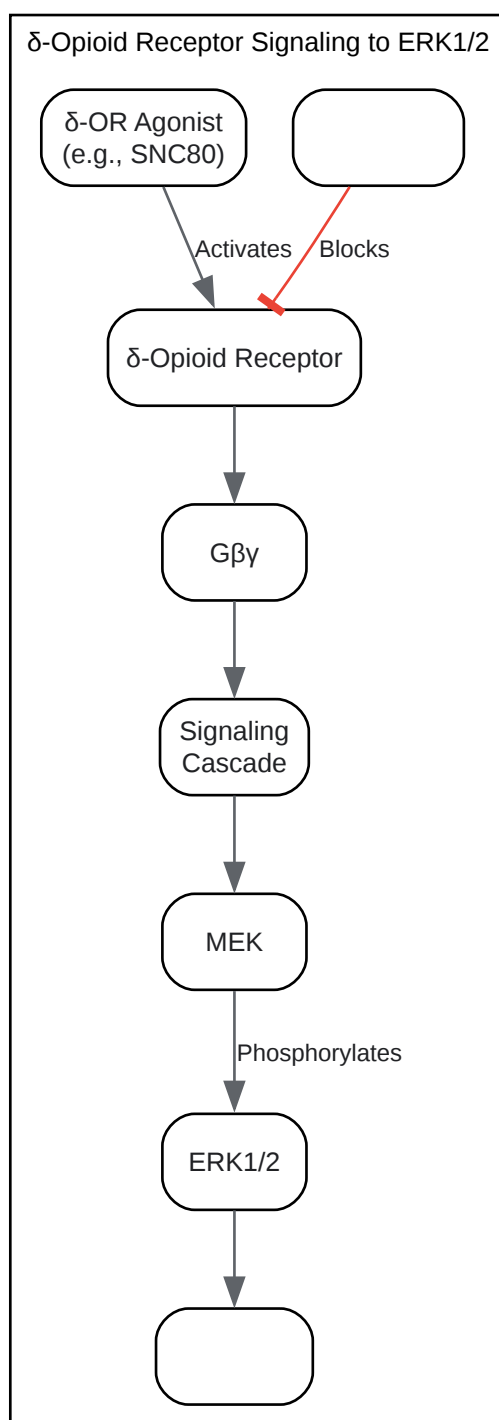 δ-Opioid Receptor Signaling to ERK1/2
δ-OR Agonist
(e.g., SNC80)
Activates
Blocks
δ-Opioid Receptor
Gβγ
Signaling
Cascade
MEK
Phosphorylates
ERK1/2